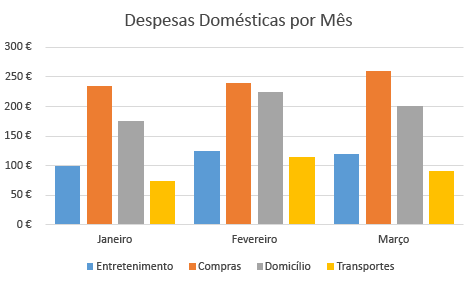 Despesas Domésticas por Mês
300 €
250 €
200 €
150 €
100 €
50 €
0 €
Janeiro Fevereiro Março
Entretenimento Compras Domicílio Transportes